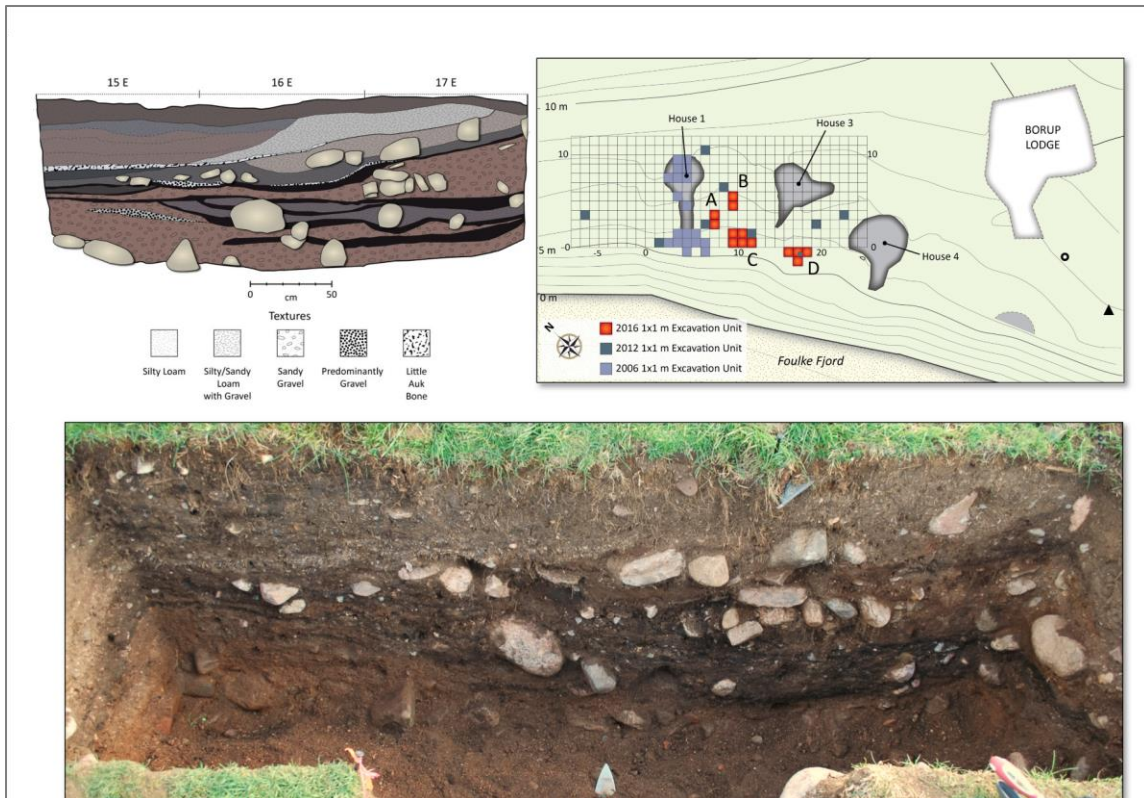 15 E 16 E 17 E
0 50
cm
Textures
Silty Loam
Silty/Sandy
Loam
with Gravel
Sandy
Gravel
Predominantly
Gravel
Little
Auk
Bone
10 m
House 1
House 3
BORUP
LODGE
10 10
B
A
5 m 0 0
-5 5 10 20
C
D
House 4
0 m
N
2016 1x1 m Excavation Unit
2012 1x1 m Excavation Unit
2006 1x1 m Excavation Unit
Foulke Fjord